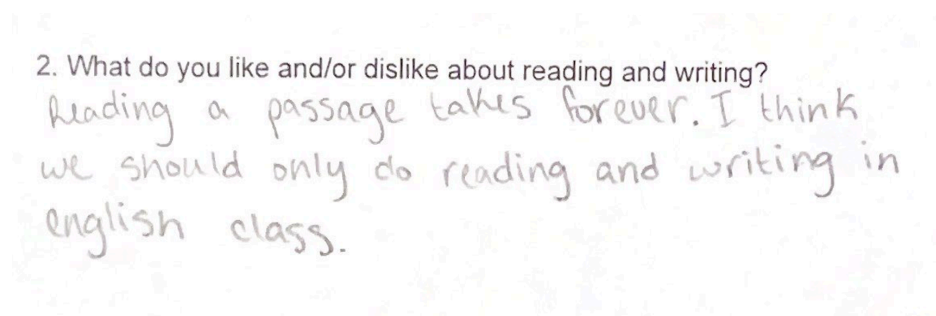 2. What do you like and/or dislike about reading and writing?
Reading a passage takes forever. I think
we should only do reading and writing in
english class.